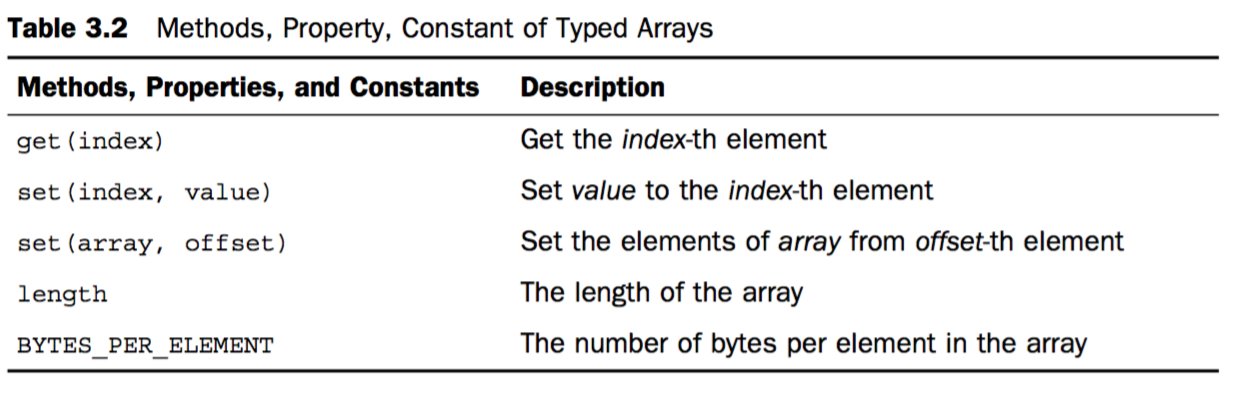 Table 3.2 Methods, Property, Constant of Typed Arrays
Methods, Properties, and Constants Description
get(index) Get the index-th element
set(index, value) Set value to the index-th element
set(array, offset) Set the elements of array from offset-th element
length The length of the array
BYTES_PER_ELEMENT The number of bytes per element in the array